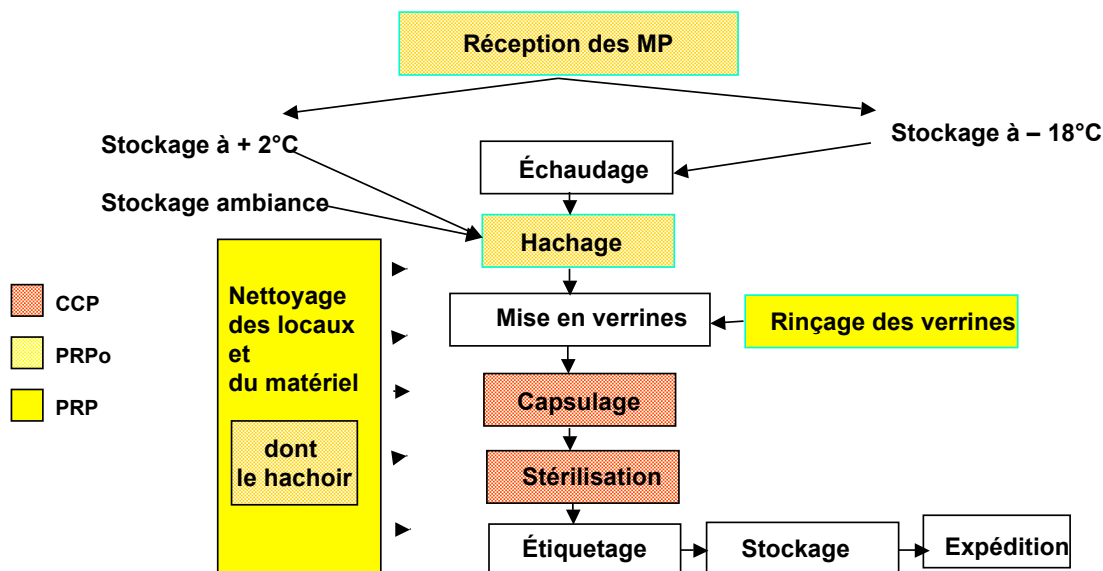 Réception des MP
Stockage à + 2°C
Stockage à – 18°C
Échaudage
Stockage ambiance
Hachage
Nettoyage
des locaux
et
du matériel
dont
le hachoir
CCP
PRPo
PRP
Mise en verrines
Rinçage des verrines
Capsulage
Stérilisation
Étiquetage
Stockage
Expédition